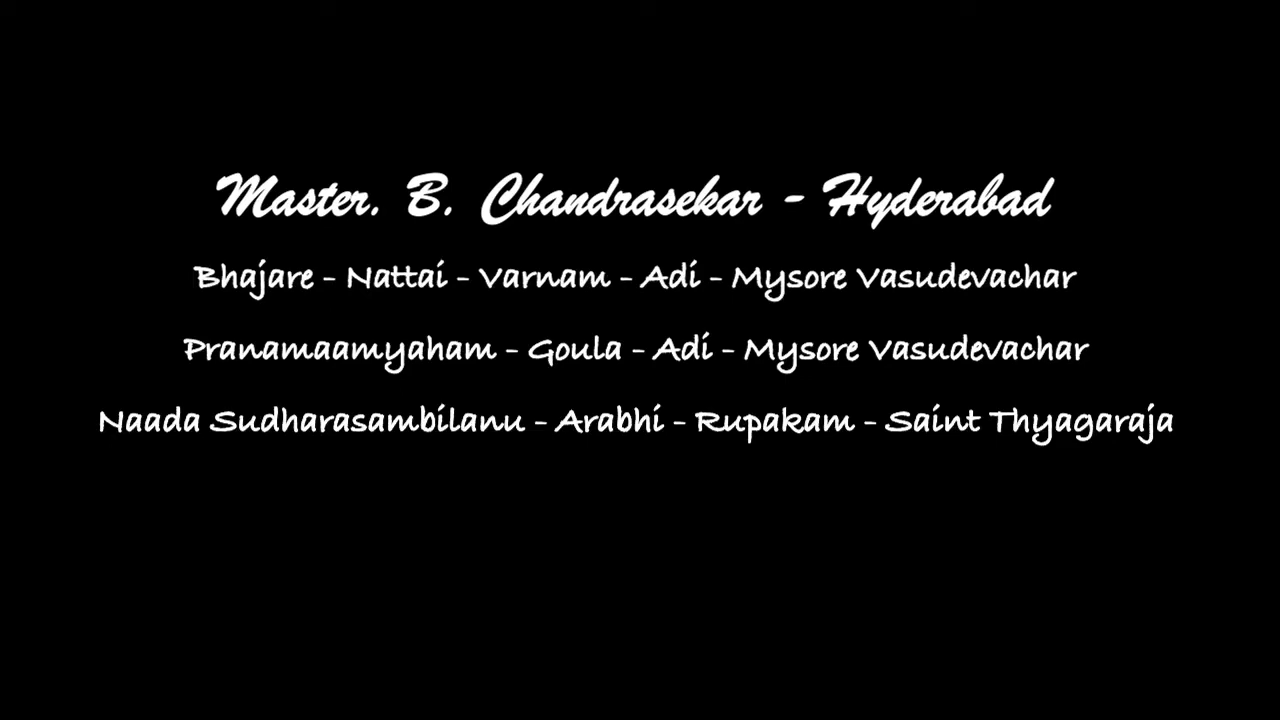 Master. B. Chandrasekar - Hyderabad
Bhajare - Nattai - Varnam - Adi - Mysore Vasudevachar
Pranamaamyaham - Goula - Adi - Mysore Vasudevachar
Naada Sudharasambilanu - Arabhi - Rupakam - Saint Thyagaraja